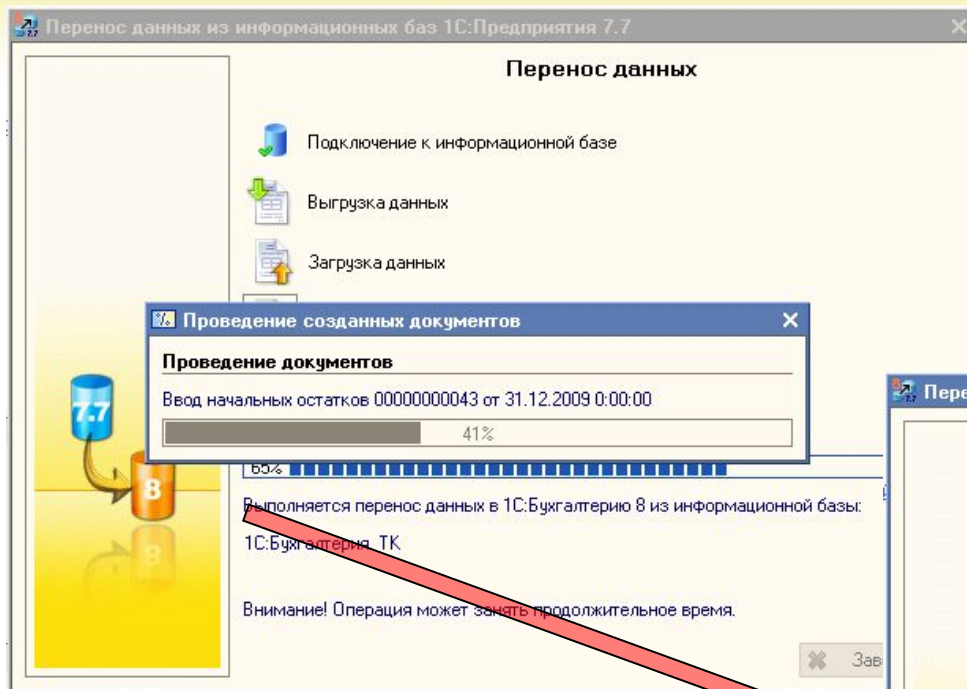 Перенос данных из информационных баз 1С:Предприятия 7.7
Перенос данных
Подключение к информационной базе
Выгрузка данных
Загрузка данных
Проведение созданных документов
Проведение документов
Ввод начальных остатков 00000000043 от 31.12.2009 0:00:00
41%
65%
Выполняется перенос данных в 1С:Бухгалтерию 8 из информационной базы:
1С:Бухгалтерия ТК
Внимание! Операция может занять продолжительное время.
Зав
Пере
7.7
8